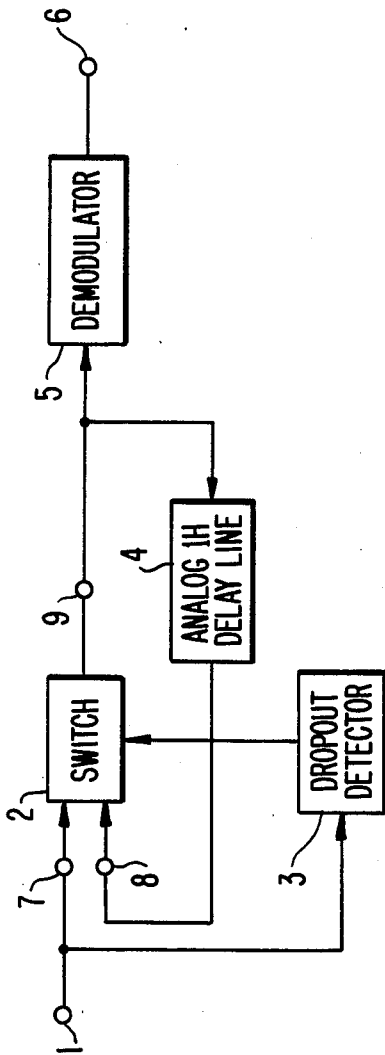 1
7
8
2
SWITCH
9
3
DROPOUT
DETECTOR
4
ANALOG 1H
DELAY LINE
5
DEMODULATOR
6